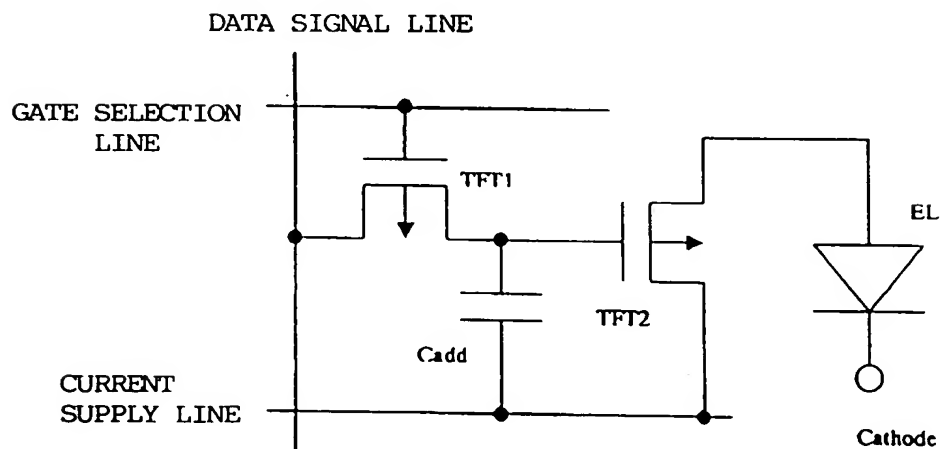 DATA SIGNAL LINE
GATE SELECTION
LINE
TFT1
EL
TFT2
Cadd
CURRENT
SUPPLY LINE
Cathode